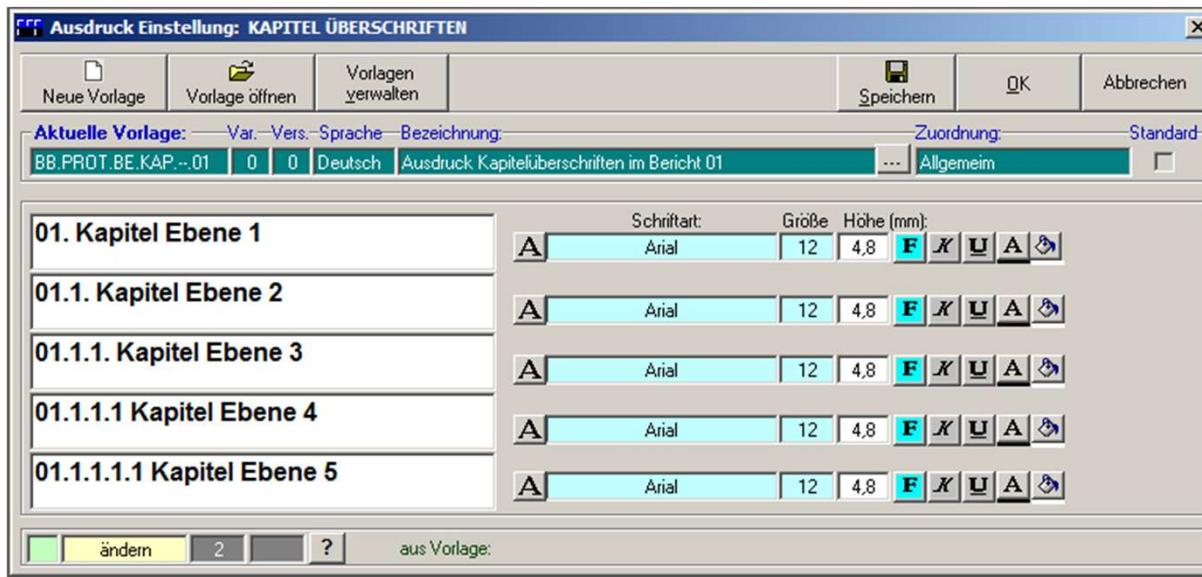 Ausdruck Einstellung: KAPITEL ÜBERSCHRIFTEN
Neue Vorlage Vorlage öffnen Vorlagen verwalten Speichern OK Abbrechen
Aktuelle Vorlage: Var. Vers. Sprache Bezeichnung: Zuordnung: Standard
BB.PROT.BE.KAP.--.01 0 0 Deutsch Ausdruck Kapitelüberschriften im Bericht 01 ... Allgemeim
Schriftart: Größe Höhe (mm):
01. Kapitel Ebene 1 A Arial 12 4,8 F K U A
01.1. Kapitel Ebene 2 A Arial 12 4,8 F K U A
01.1.1. Kapitel Ebene 3 A Arial 12 4,8 F K U A
01.1.1.1 Kapitel Ebene 4 A Arial 12 4,8 F K U A
01.1.1.1.1 Kapitel Ebene 5 A Arial 12 4,8 F K U A
ändern 2 ? aus Vorlage: